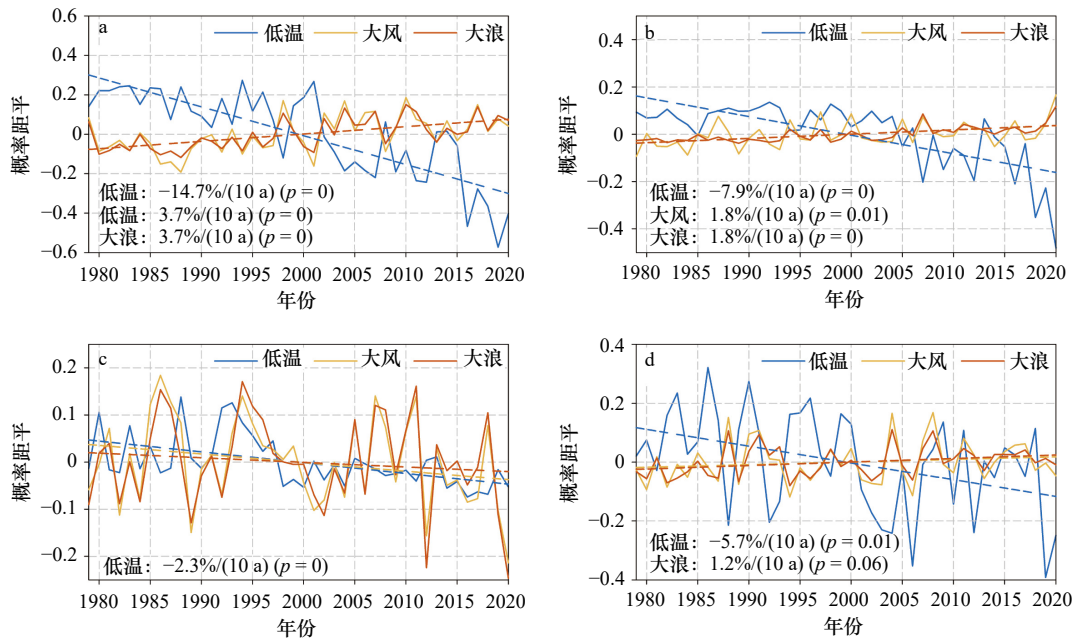 a
低温 大风 大浪
0.6
0.4
0.2
0
−0.2
−0.4
−0.6
概率距平
低温：−14.7%/(10 a) (p = 0)
低温：3.7%/(10 a) (p = 0)
大浪：3.7%/(10 a) (p = 0)
1980 1985 1990 1995 2000 2005 2010 2015 2020
年份
b
低温 大风 大浪
0.4
0.2
0
−0.2
−0.4
概率距平
低温：−7.9%/(10 a) (p = 0)
大风：1.8%/(10 a) (p = 0.01)
大浪：1.8%/(10 a) (p = 0)
1980 1985 1990 1995 2000 2005 2010 2015 2020
年份
c
低温 大风 大浪
0.2
0.1
0
−0.1
−0.2
概率距平
低温：−2.3%/(10 a) (p = 0)
1980 1985 1990 1995 2000 2005 2010 2015 2020
年份
d
低温 大风 大浪
0.4
0.2
0
−0.2
−0.4
概率距平
低温：−5.7%/(10 a) (p = 0.01)
大浪：1.2%/(10 a) (p = 0.06)
1980 1985 1990 1995 2000 2005 2010 2015 2020
年份